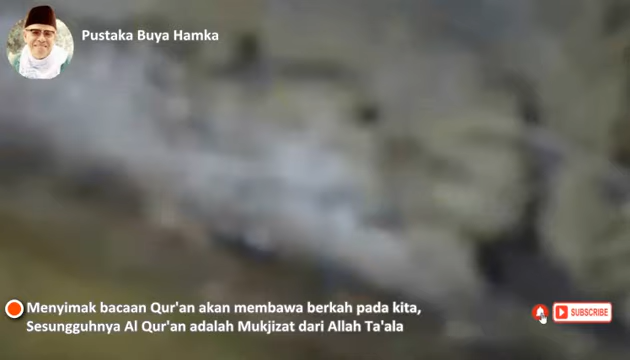 Pustaka Buya Hamka
Menyimak bacaan Qur'an akan membawa berkah pada kita,
Sesungguhnya Al Qur'an adalah Mukjizat dari Allah Ta'ala
SUBSCRIBE